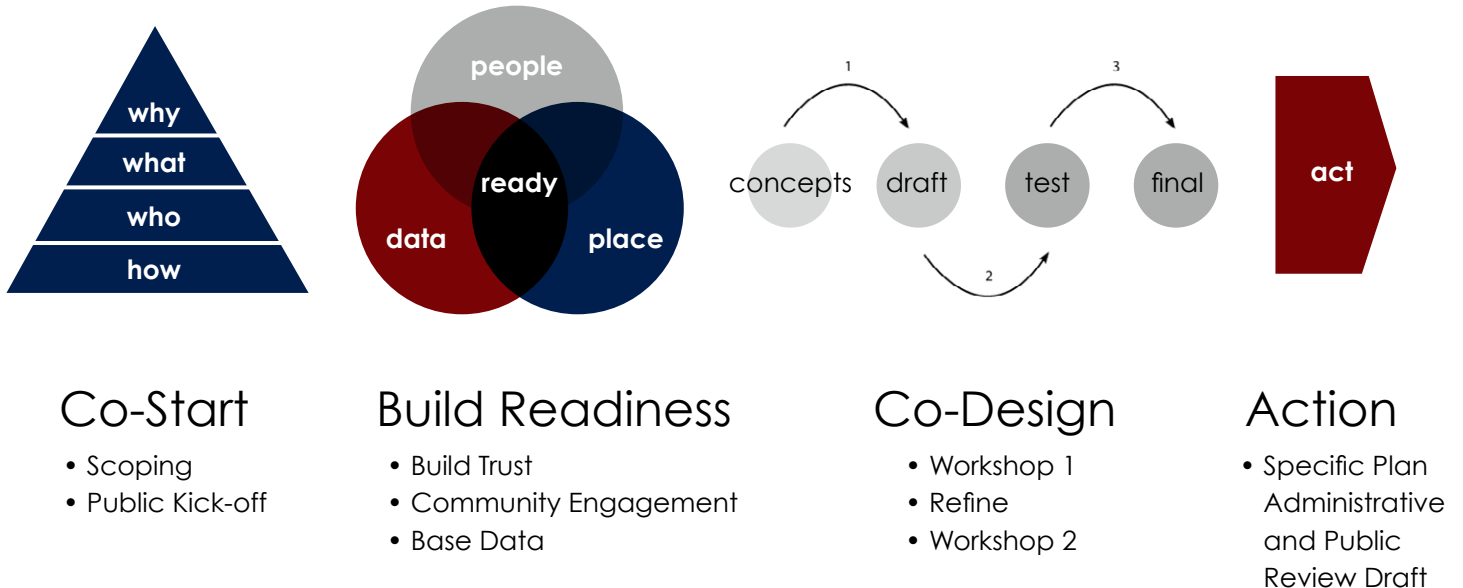 why
what
who
how
people
data
ready
place
1
2
3
concepts
draft
test
final
act
Co-Start
• Scoping
• Public Kick-off
Build Readiness
• Build Trust
• Community Engagement
• Base Data
Co-Design
• Workshop 1
• Refine
• Workshop 2
Action
• Specific Plan
Administrative
and Public
Review Draft